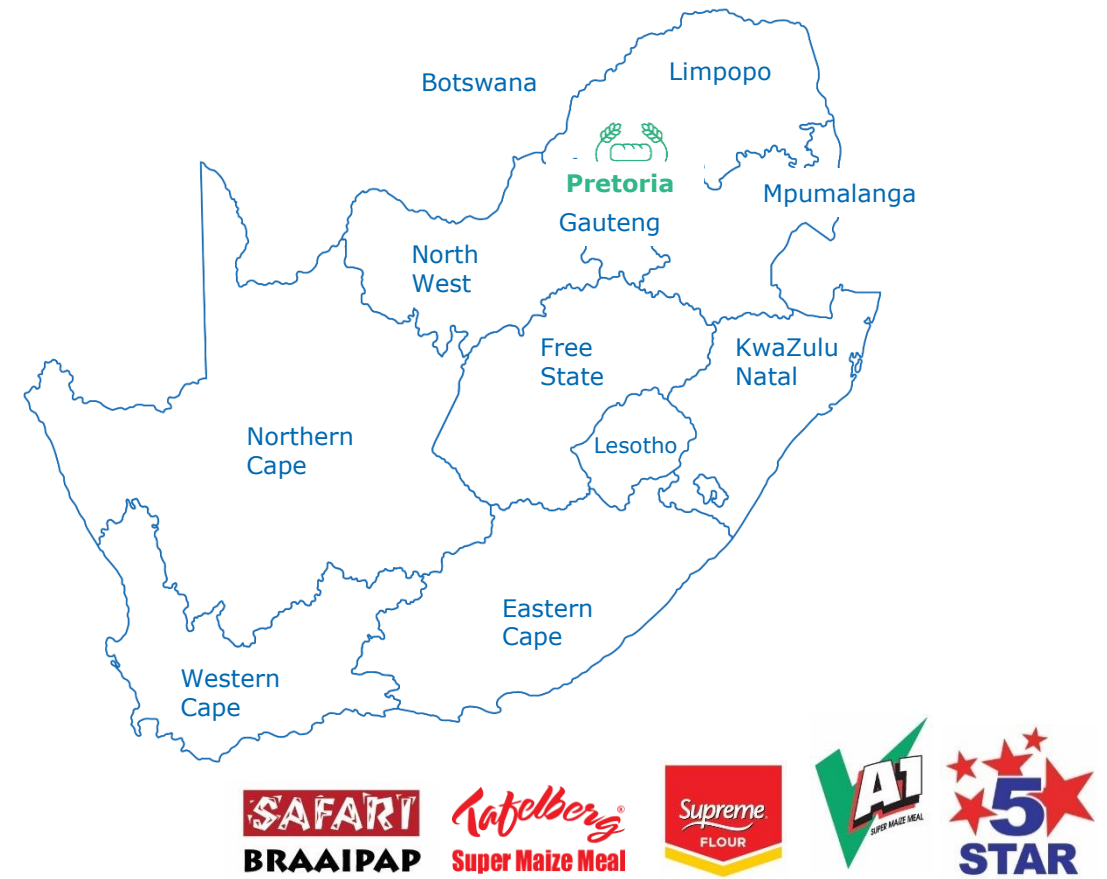 Limpopo
Botswana
Pretoria
Mpumalanga
Gauteng
North
West
Free
State
KwaZulu
Natal
Northern
Cape
Lesotho
Eastern
Cape
Western
Cape
SAFARI
BRAAIPAP
Tafelberg®
Super Maize Meal
Supreme
FLOUR
A1
SUPER MAIZE MEAL
5
STAR